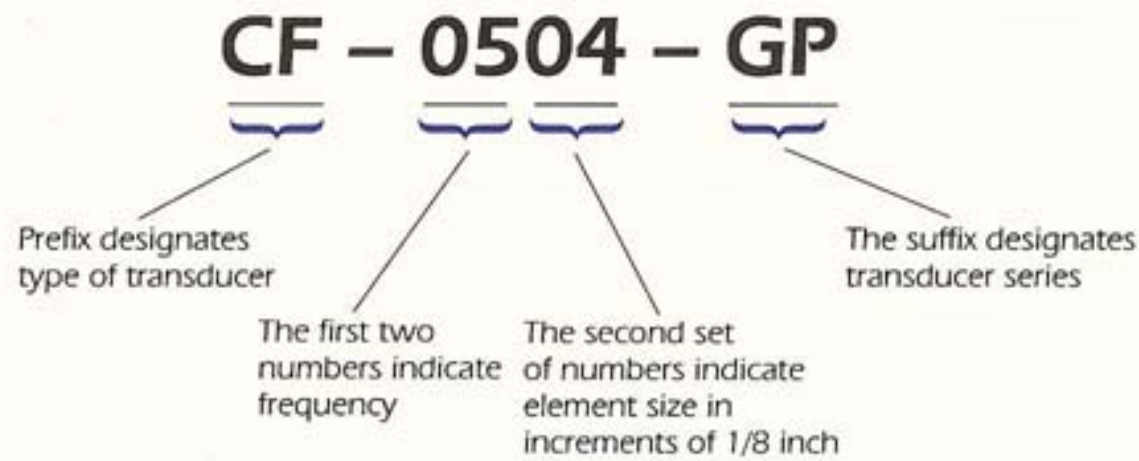 CF – 0504 – GP
Prefix designates
type of transducer
The first two
numbers indicate
frequency
The second set
of numbers indicate
element size in
increments of 1/8 inch
The suffix designates
transducer series